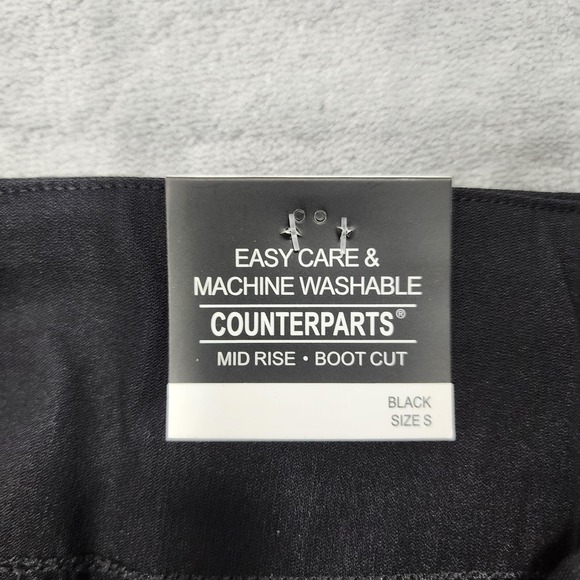 EASY CARE &
MACHINE WASHABLE
COUNTERPARTS®
MID RISE • BOOT CUT
BLACK
SIZE S